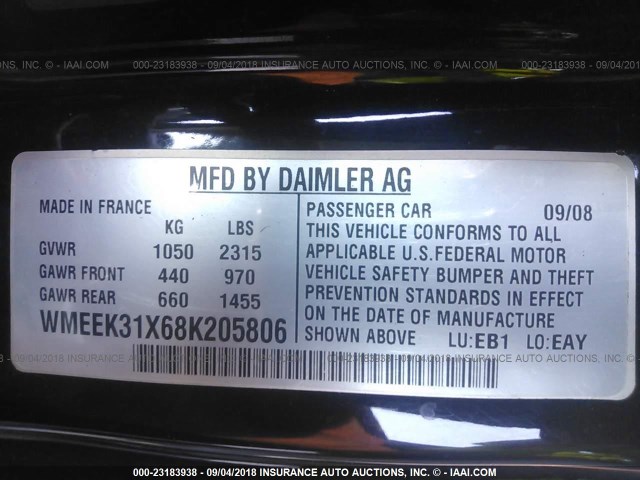 000-23183938 - 09/04/2018 INSURANCE AUTO AUCTIONS, INC. - © IAAI.COM
MFD BY DAIMLER AG
MADE IN FRANCE
KG LBS
GVWR 1050 2315
GAWR FRONT 440 970
GAWR REAR 660 1455
WMEEK31X68K205806
PASSENGER CAR 09/08
THIS VEHICLE CONFORMS TO ALL
APPLICABLE U.S.FEDERAL MOTOR
VEHICLE SAFETY BUMPER AND THEFT
PREVENTION STANDARDS IN EFFECT
ON THE DATE OF MANUFACTURE
SHOWN ABOVE LU:EB1 LO:EAY
000-23183938 - 09/04/2018 INSURANCE AUTO AUCTIONS, INC. - © IAAI.COM
000-23183938 - 09/04/2018 INSURANCE AUTO AUCTIONS, INC. - © IAAI.COM